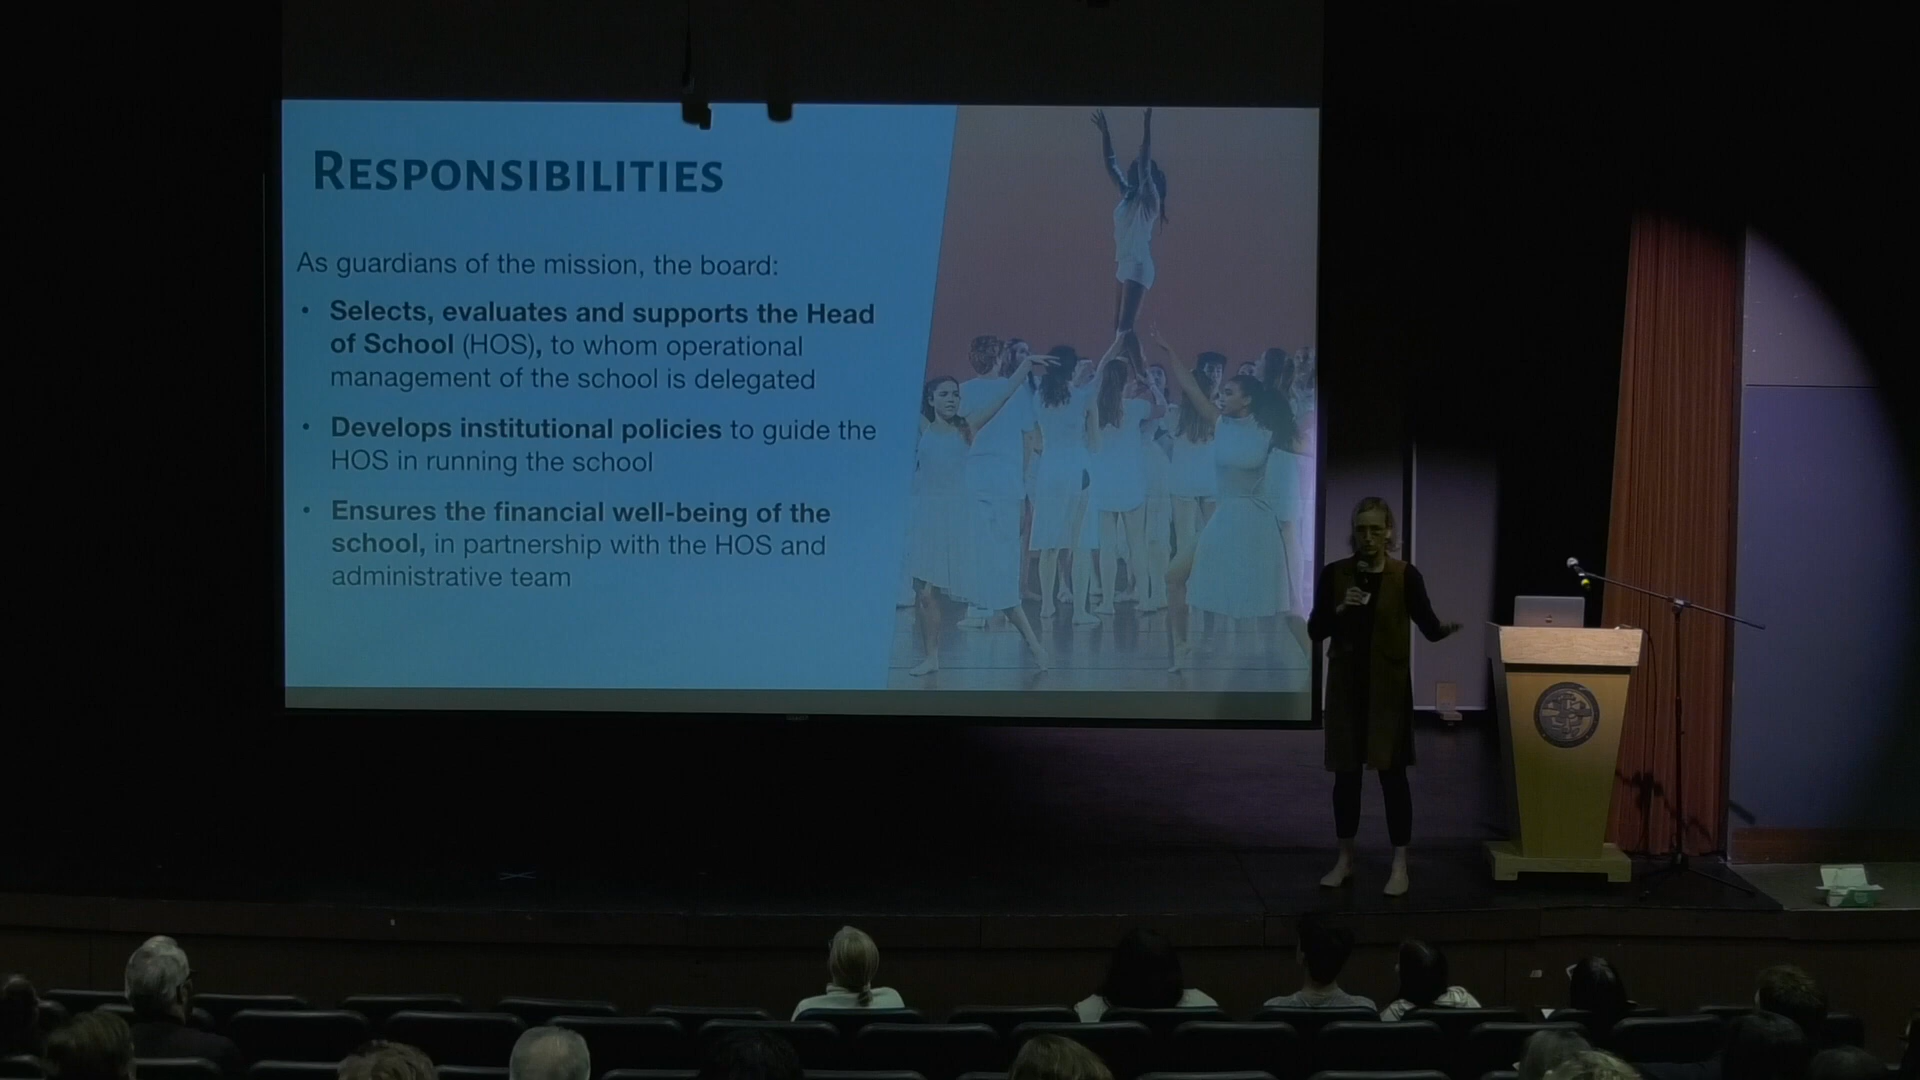 RESPONSIBILITIES
As guardians of the mission, the board:
• Selects, evaluates and supports the Head
of School (HOS), to whom operational
management of the school is delegated
• Develops institutional policies to guide the
HOS in running the school
• Ensures the financial well-being of the
school, in partnership with the HOS and
administrative team